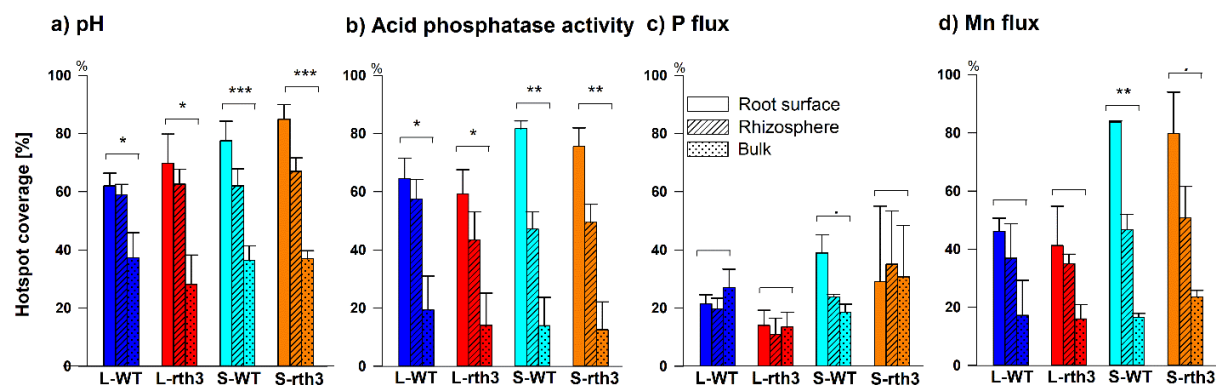 a) pH
b) Acid phosphatase activity
c) P flux
d) Mn flux
Hotspot coverage [%]
%
100
80
60
40
20
0
*
*
***
***
L-WT
L-rth3
S-WT
S-rth3
%
100
80
60
40
20
0
*
*
**
**
L-WT
L-rth3
S-WT
S-rth3
%
100
80
60
40
20
0
Root surface
Rhizosphere
Bulk
.
L-WT
L-rth3
S-WT
S-rth3
%
100
80
60
40
20
0
**
.
L-WT
L-rth3
S-WT
S-rth3